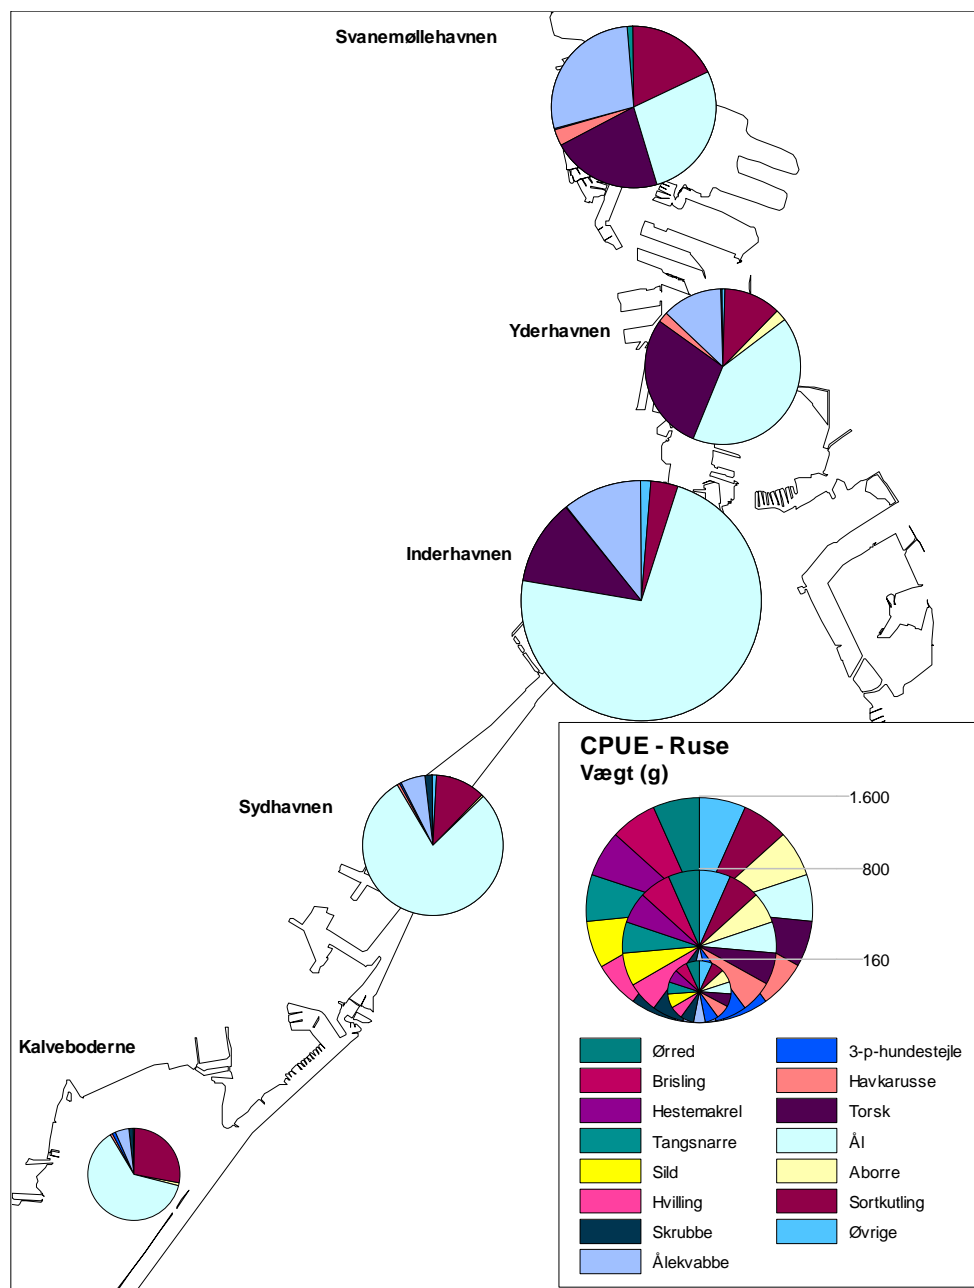 Svanemøllehavnen
Yderhavnen
Inderhavnen
Sydhavnen
Kalveboderne
CPUE - Ruse
Vægt (g)
1.600
800
160
Ørred
Brisling
Hestemakrel
Tangsnarre
Sild
Hvilling
Skrubbe
Ålekvabbe
3-p-hundestejle
Havkarusse
Torsk
Ål
Aborre
Sortkutling
Øvrige